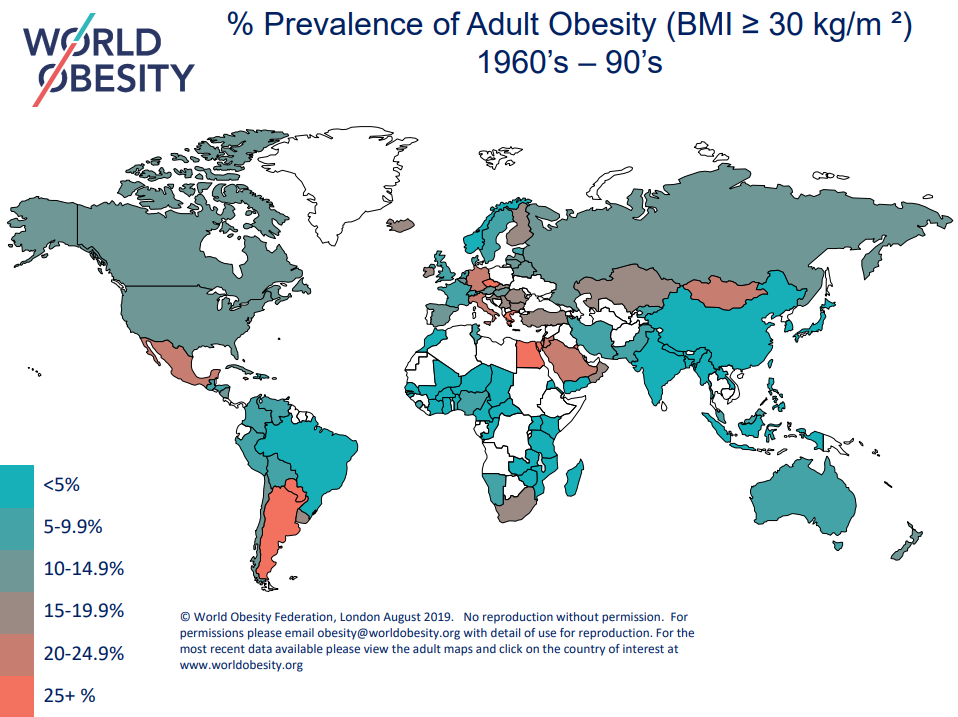 % Prevalence of Adult Obesity (BMI ≥ 30 kg/m ²)
1960’s – 90’s
WORLD
OBESITY
<5%
5-9.9%
10-14.9%
15-19.9%
20-24.9%
25+ %
© World Obesity Federation, London August 2019.   No reproduction without permission.  For
permissions please email obesity@worldobesity.org with detail of use for reproduction. For the
most recent data available please view the adult maps and click on the country of interest at
www.worldobesity.org